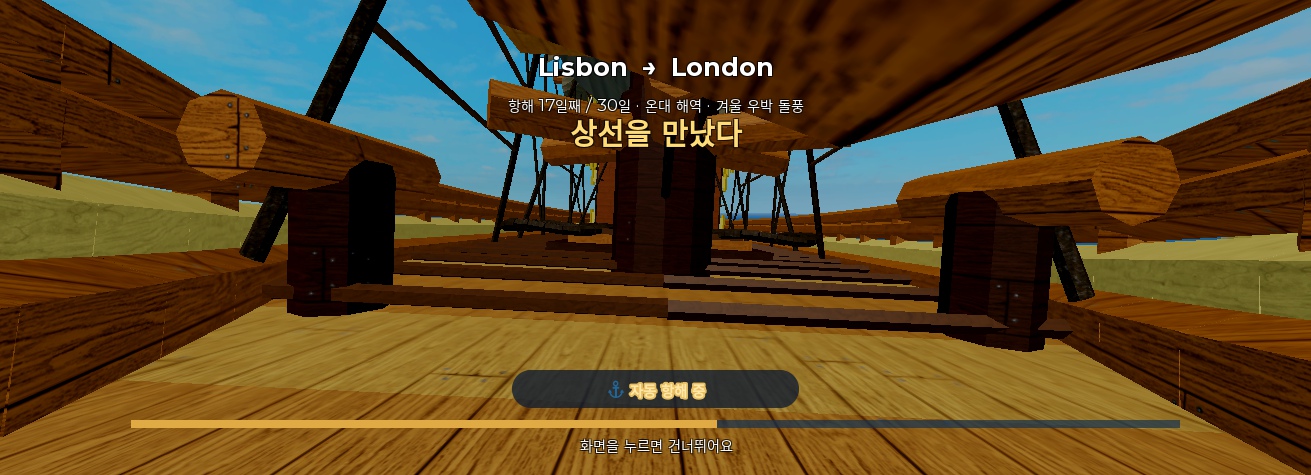 Lisbon → London
항해 17일째 / 30일 · 온대 해역 · 겨울 우박 돌풍
상선을 만났다
⚓ 자동 항해 중
화면을 누르면 건너뛰어요